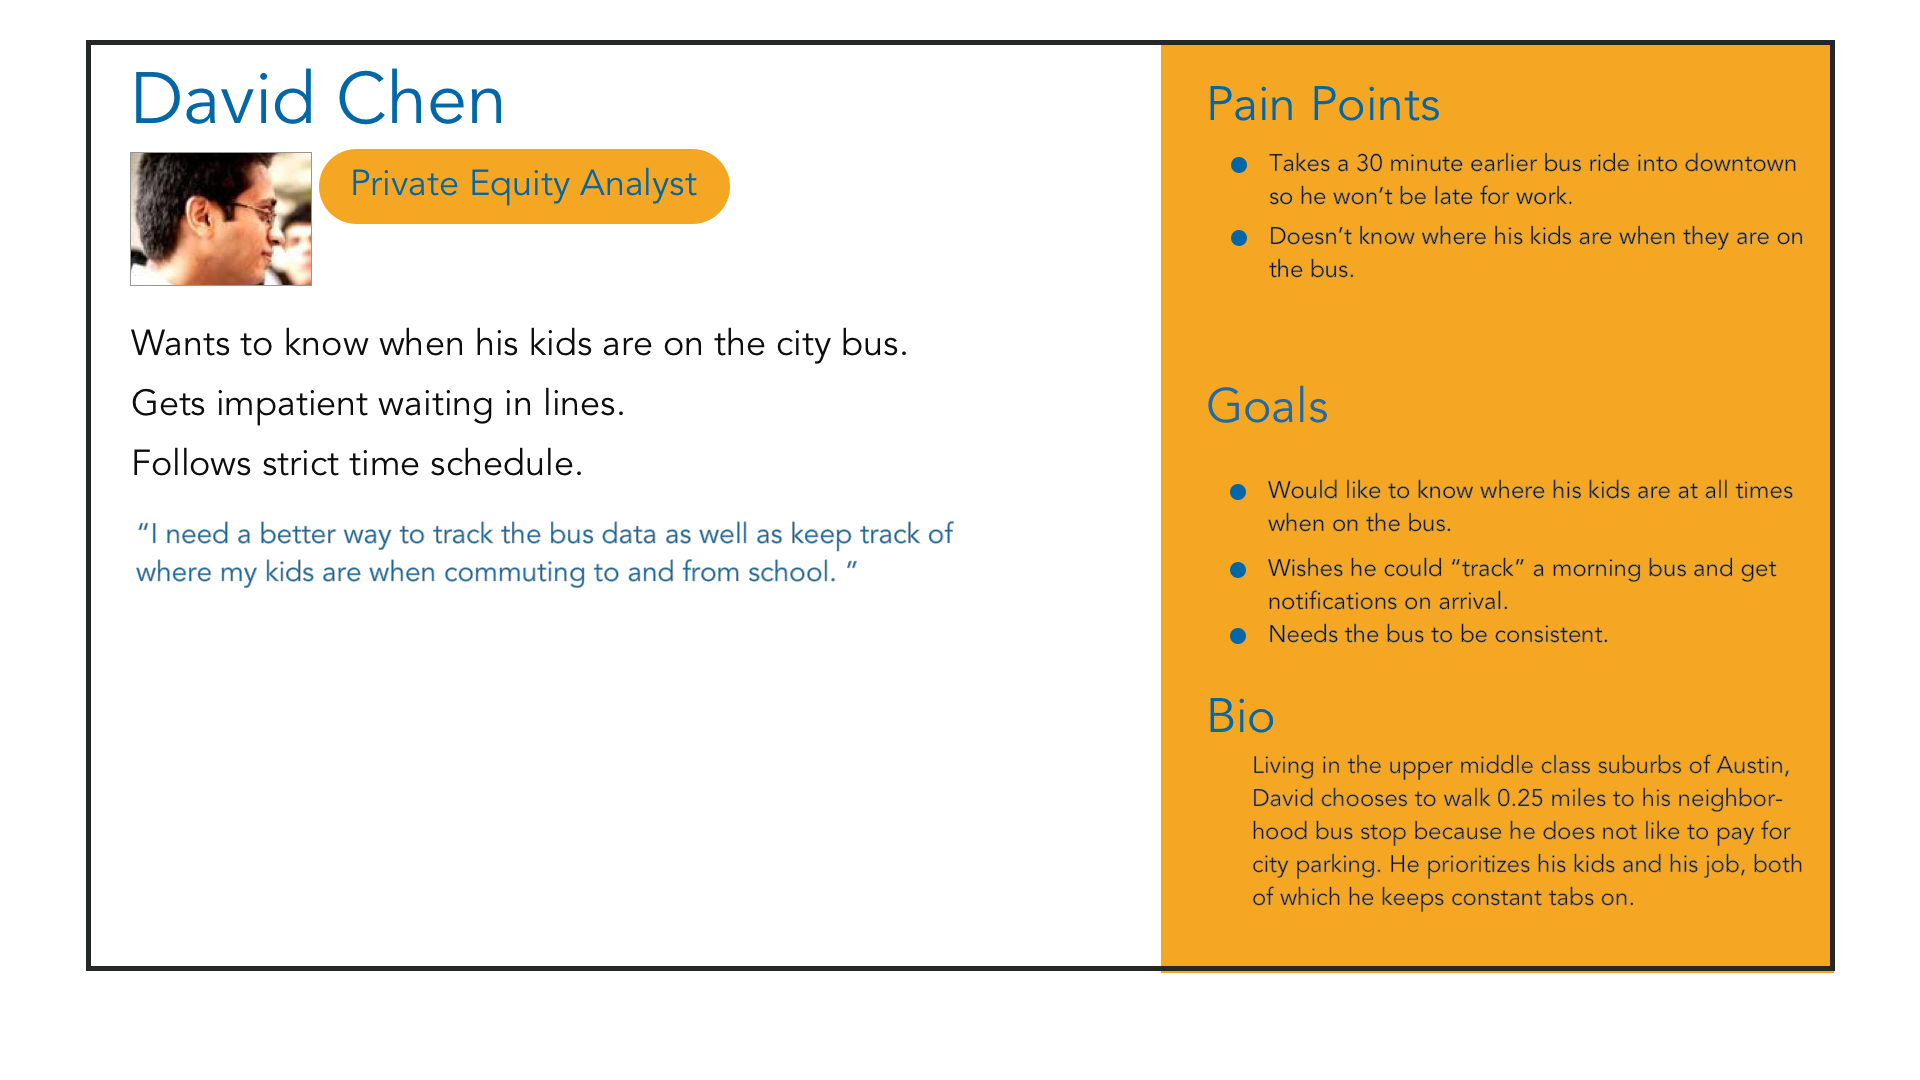 David Chen
Private Equity Analyst
Wants to know when his kids are on the city bus.
Gets impatient waiting in lines.
Follows strict time schedule.
“I need a better way to track the bus data as well as keep track of
where my kids are when commuting to and from school. ”
Pain Points
Takes a 30 minute earlier bus ride into downtown
so he won’t be late for work.
Doesn’t know where his kids are when they are on
the bus.
Goals
Would like to know where his kids are at all times
when on the bus.
Wishes he could “track” a morning bus and get
notifications on arrival.
Needs the bus to be consistent.
Bio
Living in the upper middle class suburbs of Austin,
David chooses to walk 0.25 miles to his neighbor-
hood bus stop because he does not like to pay for
city parking. He prioritizes his kids and his job, both
of which he keeps constant tabs on.